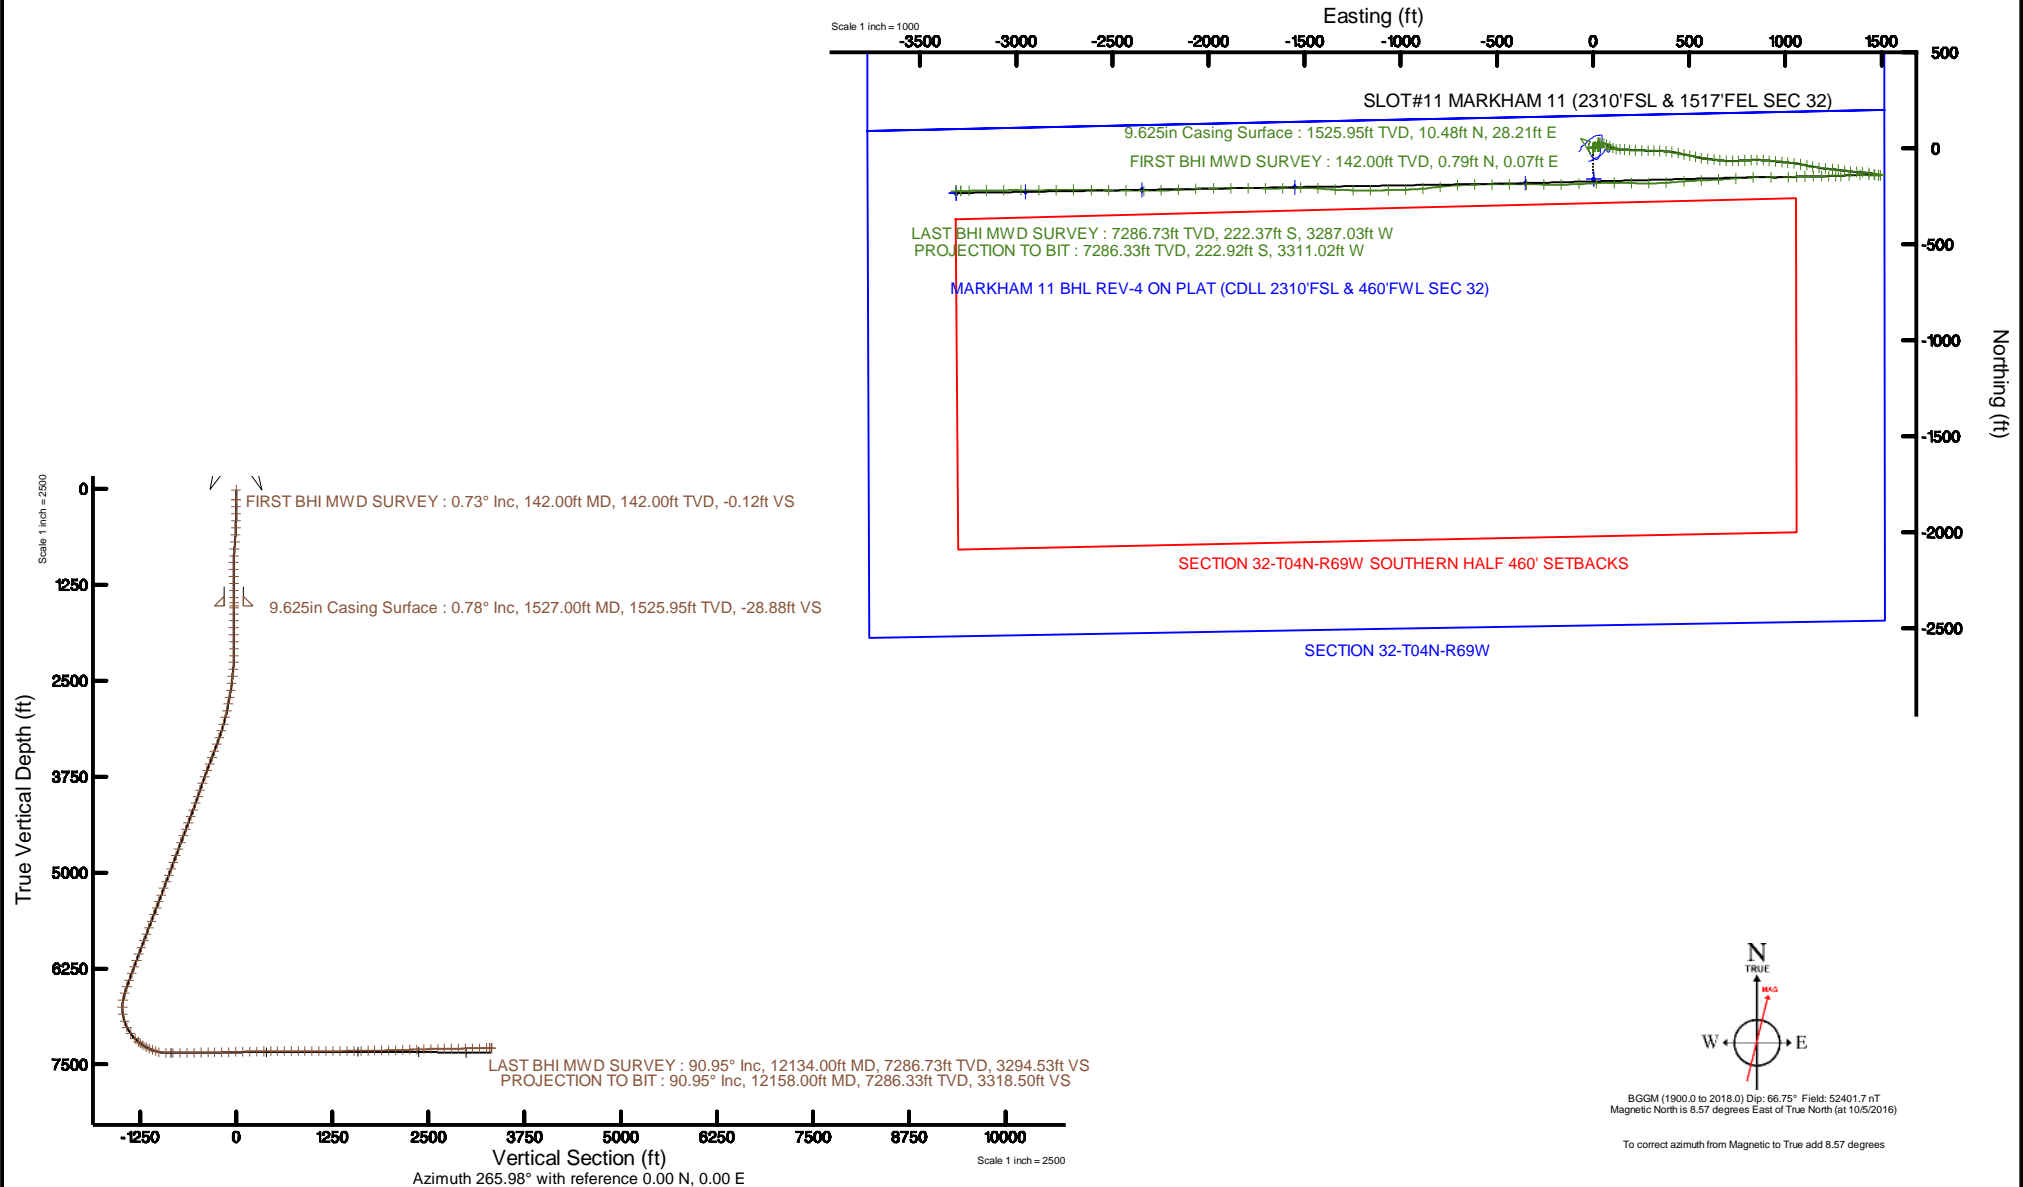 Easting (ft)
Scale 1 inch = 1000
-3500 -3000 -2500 -2000 -1500 -1000 -500 0 500 1000 1500
500
0
-500
-1000
-1500
-2000
-2500
Northing (ft)
SLOT#11 MARKHAM 11 (2310'FSL & 1517'FEL SEC 32)
9.625in Casing Surface : 1525.95ft TVD, 10.48ft N, 28.21ft E
FIRST BHI MWD SURVEY : 142.00ft TVD, 0.79ft N, 0.07ft E
LAST BHI MWD SURVEY : 7286.73ft TVD, 222.37ft S, 3287.03ft W
PROJECTION TO BIT : 7286.33ft TVD, 222.92ft S, 3311.02ft W
MARKHAM 11 BHL REV-4 ON PLAT (CDLL 2310'FSL & 460'FWL SEC 32)
SECTION 32-T04N-R69W SOUTHERN HALF 460' SETBACKS
SECTION 32-T04N-R69W
Scale 1 inch = 2500
True Vertical Depth (ft)
0
1250
2500
3750
5000
6250
7500
FIRST BHI MWD SURVEY : 0.73° Inc, 142.00ft MD, 142.00ft TVD, -0.12ft VS
9.625in Casing Surface : 0.78° Inc, 1527.00ft MD, 1525.95ft TVD, -28.88ft VS
LAST BHI MWD SURVEY : 90.95° Inc, 12134.00ft MD, 7286.73ft TVD, 3294.53ft VS
PROJECTION TO BIT : 90.95° Inc, 12158.00ft MD, 7286.33ft TVD, 3318.50ft VS
-1250 0 1250 2500 3750 5000 6250 7500 8750 10000
Vertical Section (ft)
Scale 1 inch = 2500
Azimuth 265.98° with reference 0.00 N, 0.00 E
N
TRUE
MAG
W E
BGGM (1900.0 to 2018.0) Dip: 66.75° Field: 52401.7 nT
Magnetic North is 8.57 degrees East of True North (at 10/5/2016)
To correct azimuth from Magnetic to True add 8.57 degrees